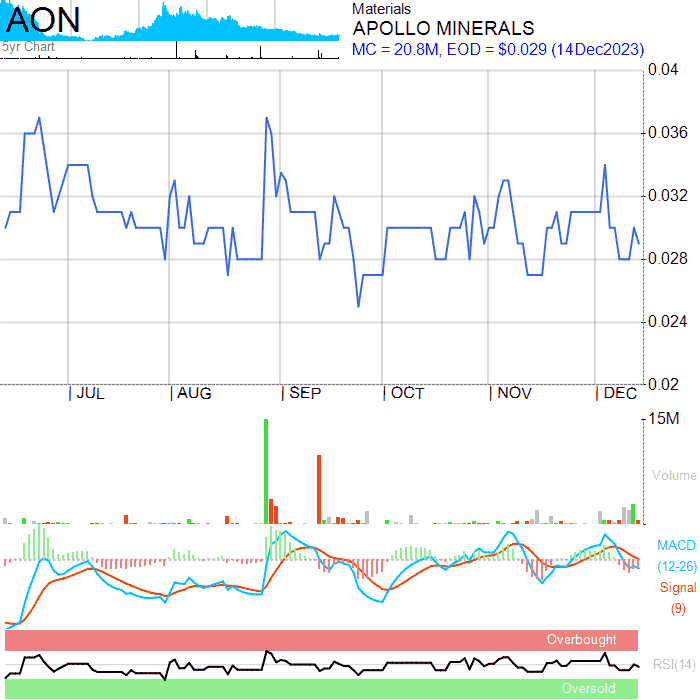 AON
5yr Chart
Materials
APOLLO MINERALS
MC = 20.8M, EOD = $0.029 (14Dec2023)
0.04
0.036
0.032
0.028
0.024
0.02
JUL AUG SEP OCT NOV DEC
15M
Volume
MACD
(12-26)
Signal
(9)
Overbought
RSI(14)
Oversold